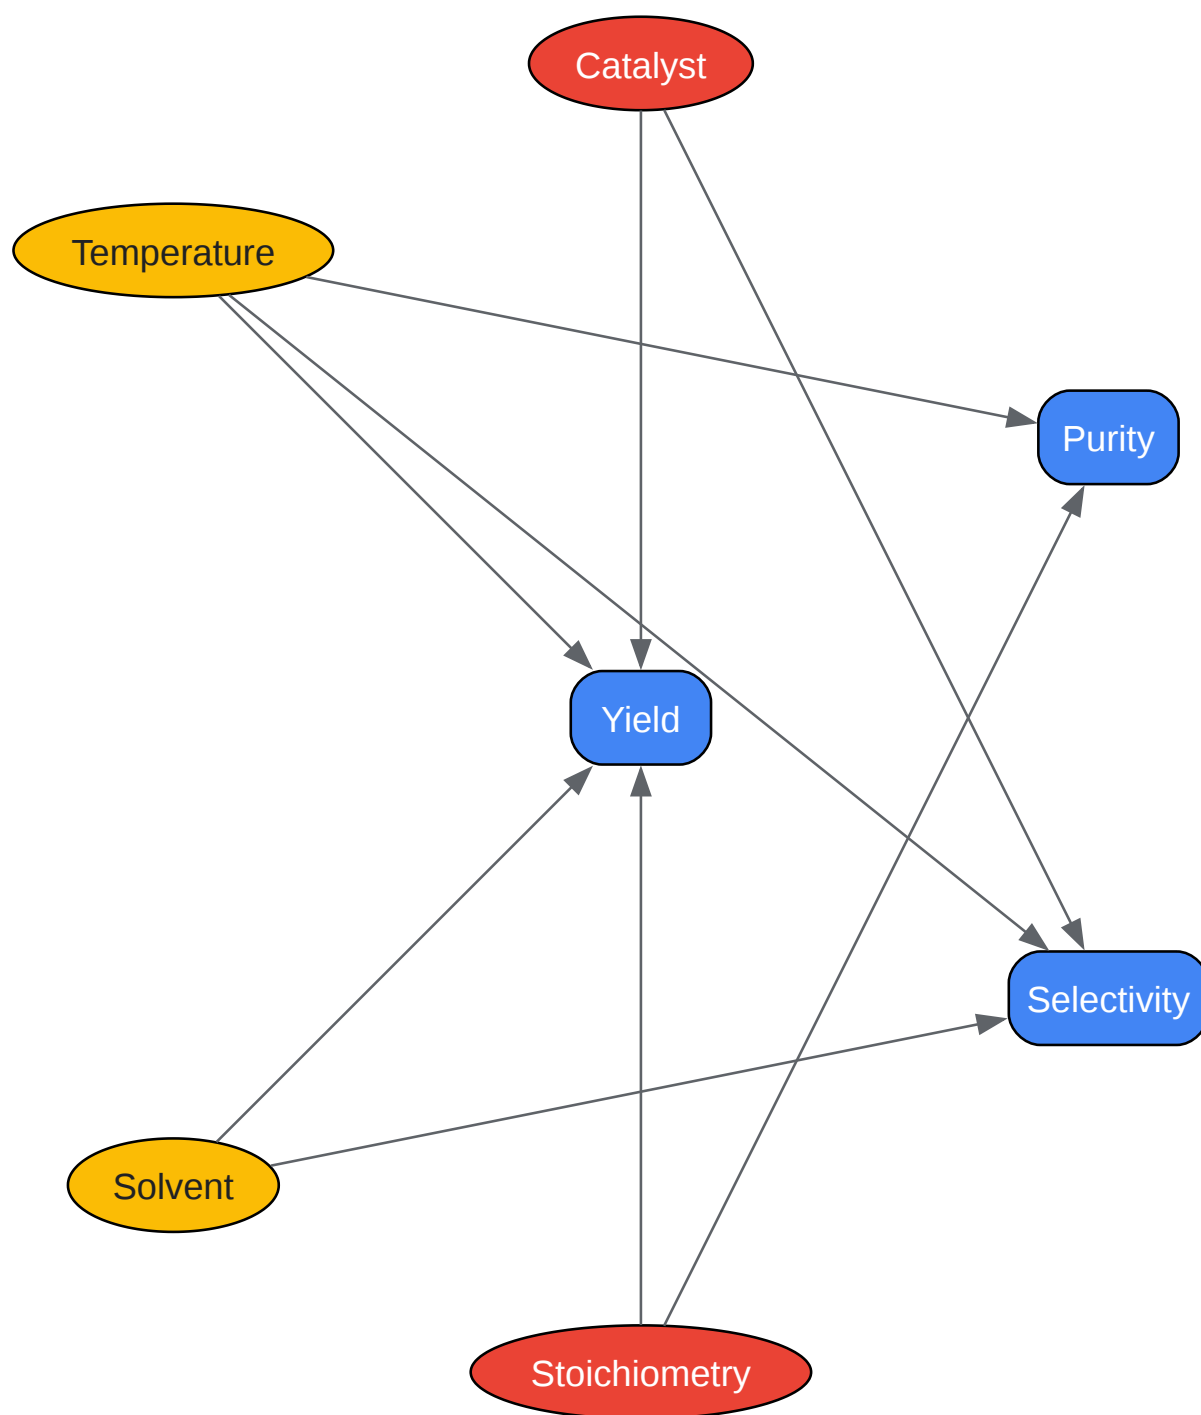 Catalyst
Temperature
Purity
Yield
Selectivity
Solvent
Stoichiometry